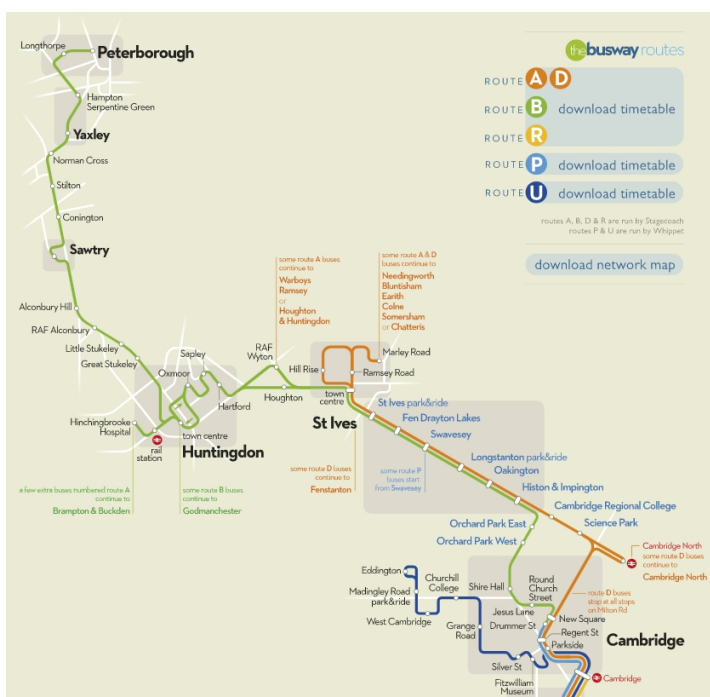 the busway routes
ROUTE A D
ROUTE B download timetable
ROUTE R
ROUTE P download timetable
ROUTE U download timetable
routes A, B, D & R are run by Stagecoach
routes P & U are run by Whippet
download network map
Longthorpe
Peterborough
Hampton
Serpentine Green
Yaxley
Norman Cross
Stilton
Conington
Sawtry
Alconbury Hill
RAF Alconbury
Little Stukeley
Great Stukeley
Sapley
Oxmoor
Hartford
Hinchingbrooke
Hospital
rail
station
town centre
Huntingdon
a few extra buses numbered route A
continue to
Brampton & Buckden
some route B buses
continue to
Godmanchester
some route A buses
continue to
Warboys
Ramsey
or
Houghton
& Huntingdon
some route A & D
buses continue to
Needingworth
Bluntisham
Earith
Colne
Somersham
or Chatteris
RAF
Wyton
Houghton
Hill Rise
Marley Road
Ramsey Road
town
centre
St Ives
St Ives park&ride
Fen Drayton Lakes
Swavesey
Longstanton park&ride
Oakington
Histon & Impington
Cambridge Regional College
Science Park
some route D buses
continue to
Fenstanton
some route P
buses start
from Swavesey
Orchard Park East
Orchard Park West
Cambridge North
some route D buses
continue to
Cambridge North
route D buses
stop at all stops
on Milton Rd
Eddington
Madingley Road
park&ride
West Cambridge
Churchill
College
Grange
Road
Shire Hall
Round
Church
Street
Jesus Lane
Drummer St
New Square
Regent St
Parkside
Cambridge
Silver St
Fitzwilliam
Museum
Cambridge